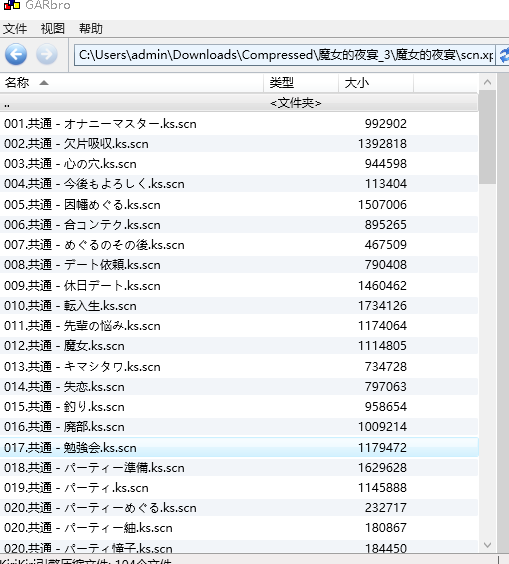 GARbro
文件 视图 帮助
C:\Users\admin\Downloads\Compressed\魔女的夜宴_3\魔女的夜宴\scn.xp
名称 类型 大小
.. <文件夹>
001.共通 - オナニーマスター.ks.scn 992902
002.共通 - 欠片吸収.ks.scn 1392818
003.共通 - 心の穴.ks.scn 944598
004.共通 - 今後もよろしく.ks.scn 113404
005.共通 - 因幡めぐる.ks.scn 1507006
006.共通 - 合コンテク.ks.scn 895265
007.共通 - めぐるのその後.ks.scn 467509
008.共通 - デート依頼.ks.scn 790408
009.共通 - 休日デート.ks.scn 1460462
010.共通 - 転入生.ks.scn 1734126
011.共通 - 先輩の悩み.ks.scn 1174064
012.共通 - 魔女.ks.scn 1114805
013.共通 - キマシタワ.ks.scn 734728
014.共通 - 失恋.ks.scn 797063
015.共通 - 釣り.ks.scn 958654
016.共通 - 廃部.ks.scn 1009214
017.共通 - 勉強会.ks.scn 1179472
018.共通 - パーティー準備.ks.scn 1629628
019.共通 - パーティ.ks.scn 1145888
020.共通 - パーティーめぐる.ks.scn 232717
020.共通 - パーティー紬.ks.scn 180867
020.共通 - パーティ憧子.ks.scn 184450
KiriKiri引擎压缩文件: 104个文件